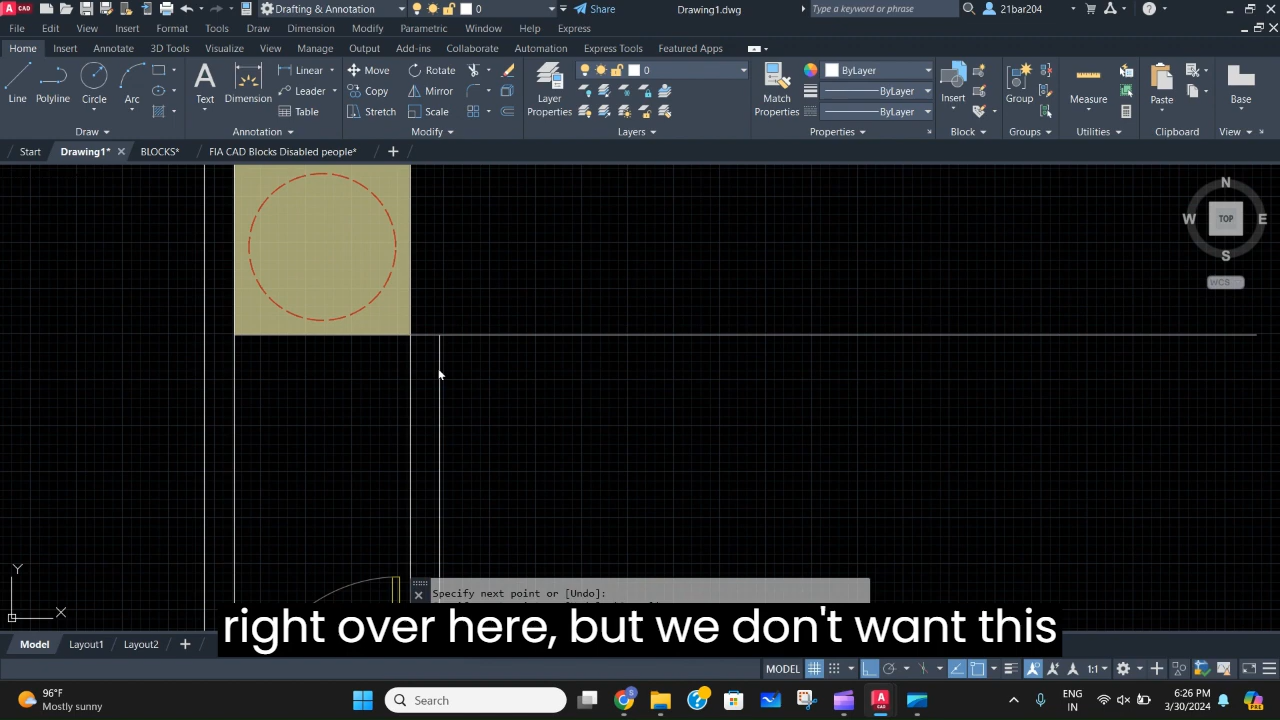 CAD
Drafting & Annotation
0
Share
Drawing1.dwg
Type a keyword or phrase
21bar204
File Edit View Insert Format Tools Draw Dimension Modify Parametric Window Help Express
Home Insert Annotate 3D Tools Visualize View Manage Output Add-ins Collaborate Automation Express Tools Featured Apps
Line Polyline Circle Arc
Text Dimension
Linear
Leader
Table
Move Rotate
Copy Mirror
Stretch Scale
Layer Properties
0
Match Properties
ByLayer
ByLayer
ByLayer
Insert
Group
Measure
Paste
Base
Draw Annotation Modify Layers Properties Block Groups Utilities Clipboard View
Start Drawing1* BLOCKS* FIA CAD Blocks Disabled people*
N
W TOP E
S
WCS
Y
X
Specify next point or [Undo]:
right over here, but we don't want this
Model Layout1 Layout2
MODEL 1:1
96°F
Mostly sunny
Search
ENG
IN
6:26 PM
3/30/2024